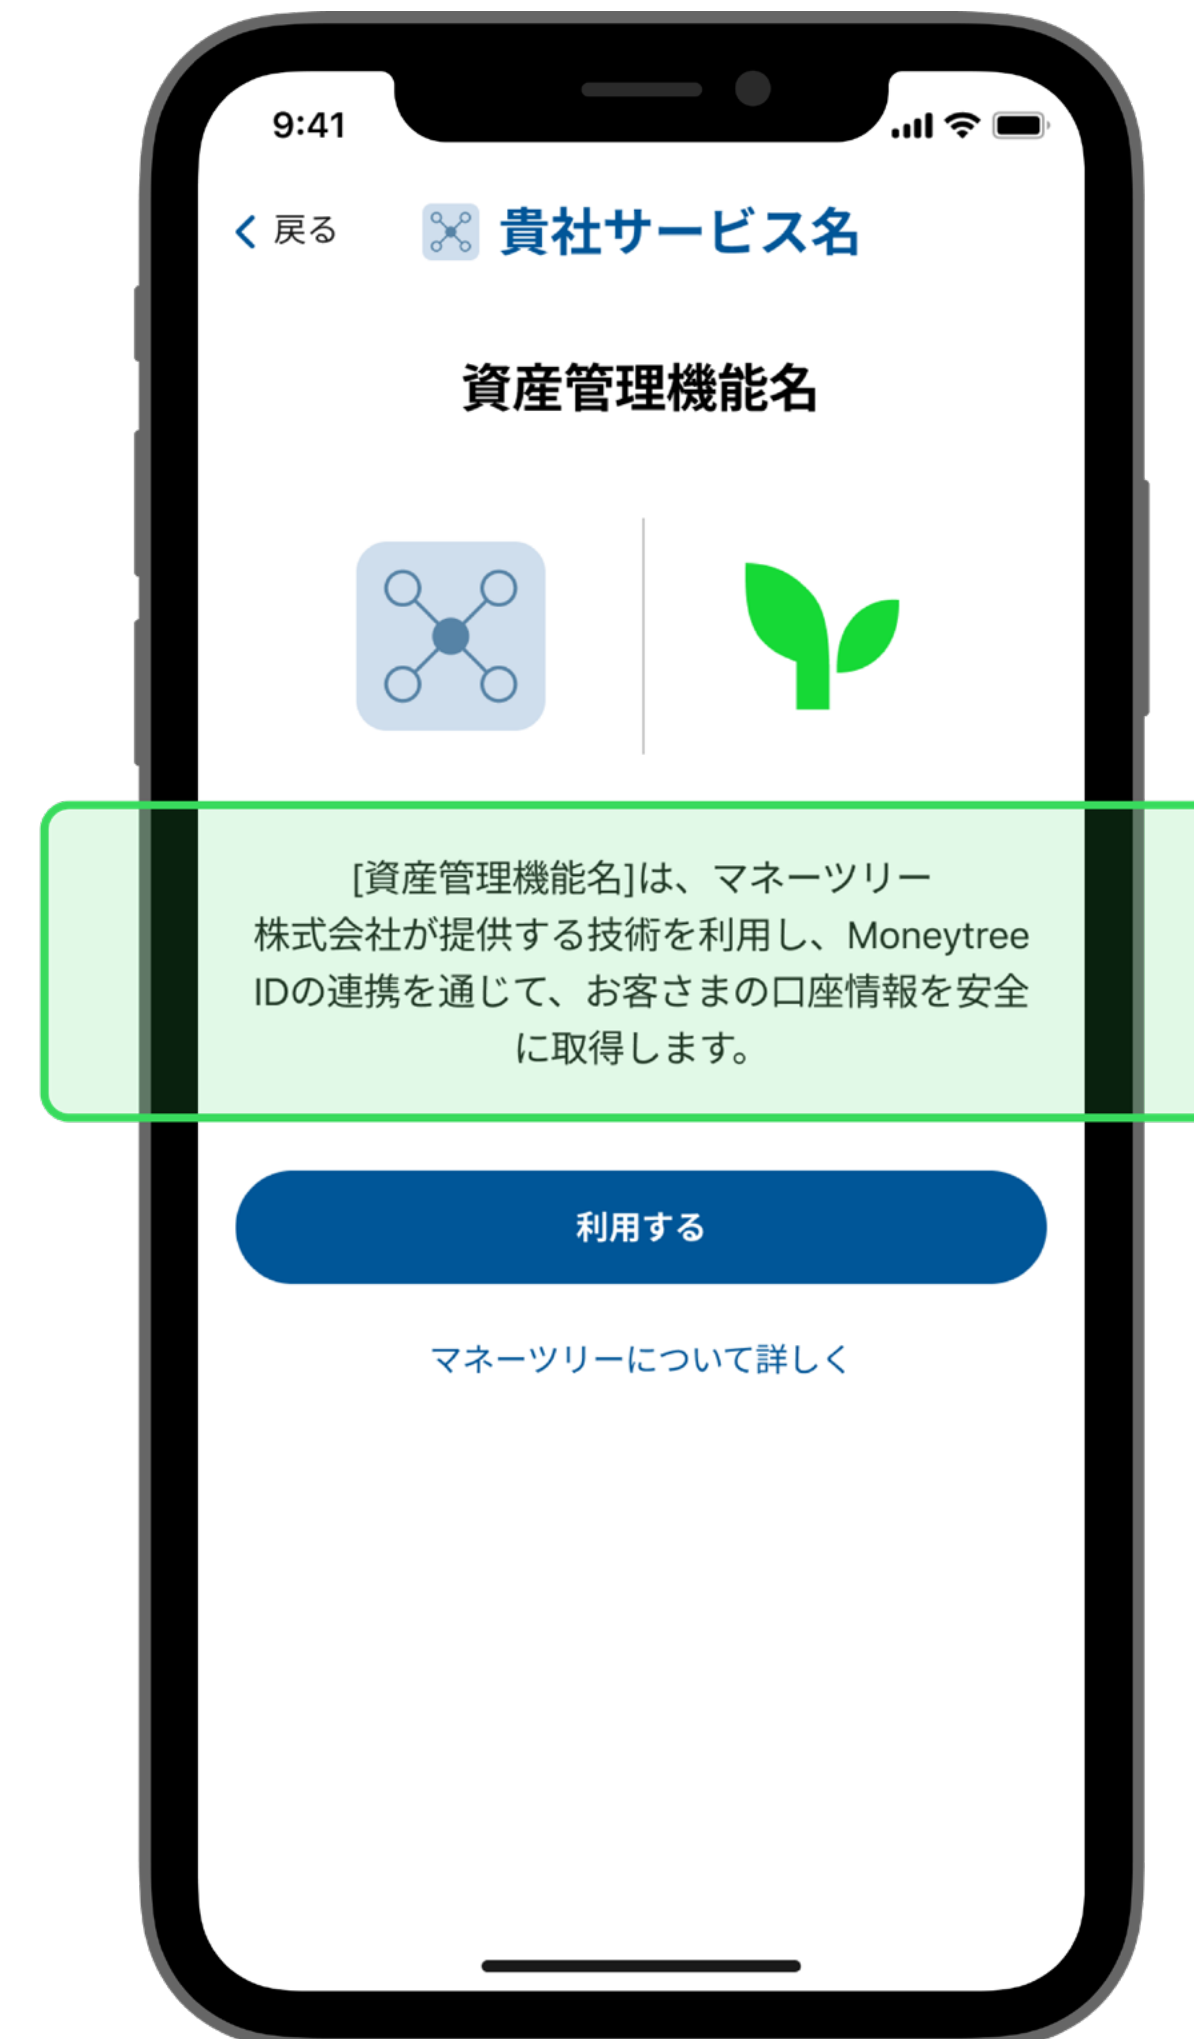 9:41
戻る
貴社サービス名
資産管理機能名
[資産管理機能名]は、マネーツリー
株式会社が提供する技術を利用し、Moneytree
IDの連携を通じて、お客さまの口座情報を安全
に取得します。
利用する
マネーツリーについて詳しく